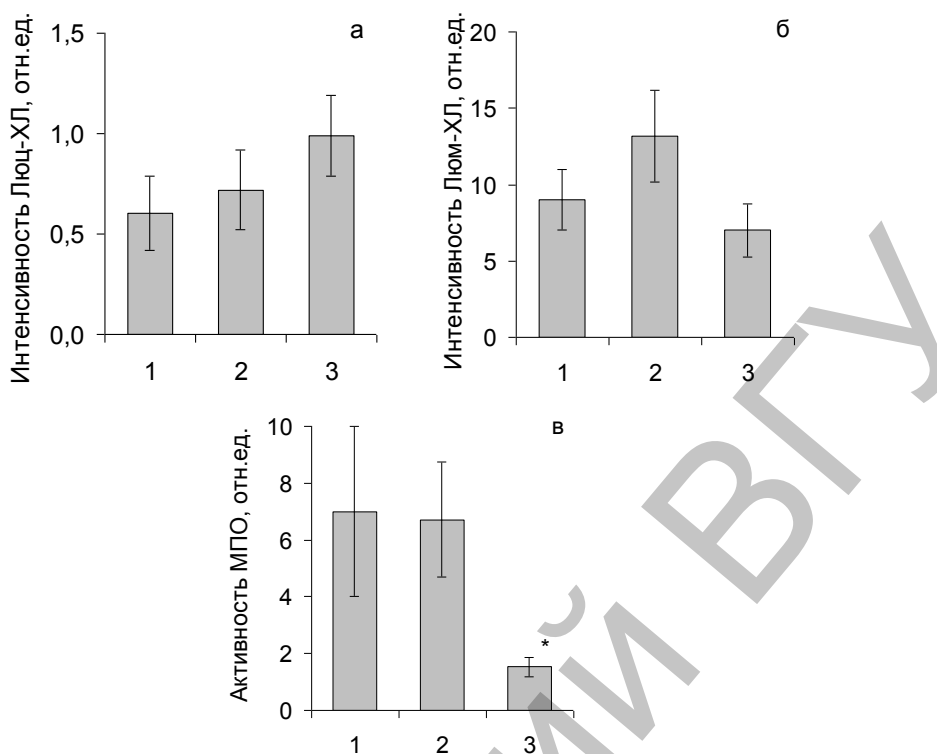 а
Интенсивность Люц-ХЛ, отн.ед.
1,5
1,0
0,5
0,0
1 2 3
б
Интенсивность Люм-ХЛ, отн.ед.
20
15
10
5
0
1 2 3
в
Активность МПО, отн.ед.
10
8
6
4
2
0
*
1 2 3
ИЙ ВГУ